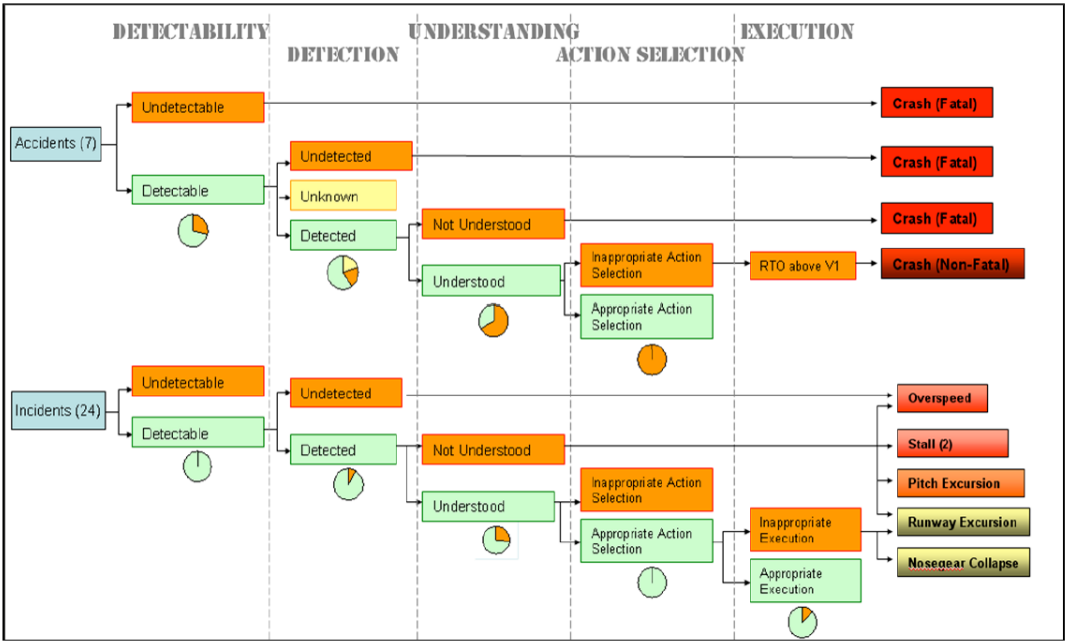 DETECTABILITY
DETECTION
UNDERSTANDING
ACTION SELECTION
EXECUTION
Accidents (7)
Undetectable
Crash (Fatal)
Detectable
Undetected
Crash (Fatal)
Unknown
Detected
Not Understood
Crash (Fatal)
Understood
Inappropriate Action
Selection
RTO above V1
Crash (Non-Fatal)
Appropriate Action
Selection
Incidents (24)
Undetectable
Detectable
Undetected
Overspeed
Detected
Not Understood
Stall (2)
Understood
Inappropriate Action
Selection
Pitch Excursion
Appropriate Action
Selection
Inappropriate
Execution
Runway Excursion
Nosegear Collapse
Appropriate
Execution